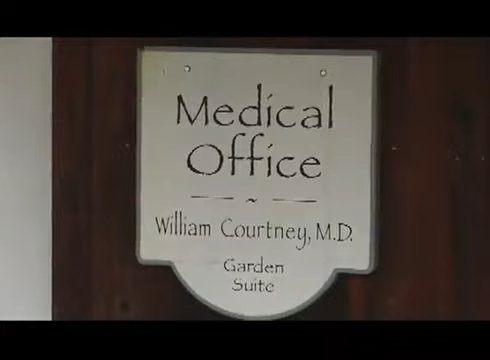 Medical
Office
~
William Courtney, M.D.
Garden
Suite